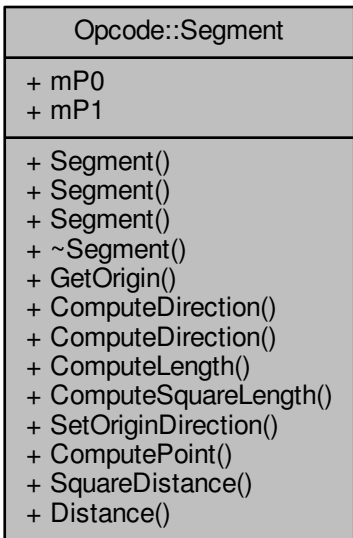 Opcode::Segment
+ mP0
+ mP1
+ Segment()
+ Segment()
+ Segment()
+ ~Segment()
+ GetOrigin()
+ ComputeDirection()
+ ComputeDirection()
+ ComputeLength()
+ ComputeSquareLength()
+ SetOriginDirection()
+ ComputePoint()
+ SquareDistance()
+ Distance()